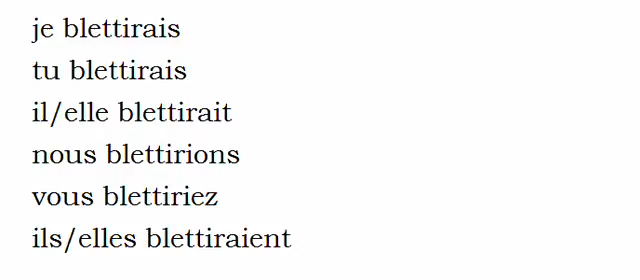 je blettirais
tu blettirais
il/elle blettirait
nous blettirions
vous blettiriez
ils/elles blettiraient